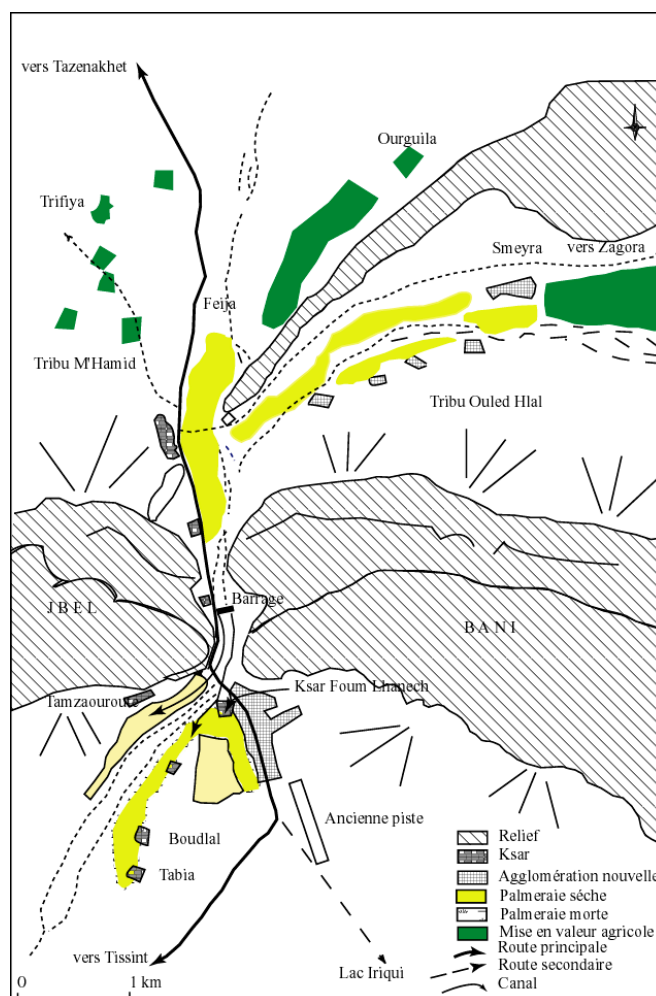 vers Tazenakhet
Ourguila
Trifiya
Smeyra
vers Zagora
Feija
Tribu M'Hamid
Tribu Ouled Hlal
Barrage
JBEL
BANI
Ksar Foum Lhanech
Tamzaouroute
Ancienne piste
Boudlal
Tabia
vers Tissint
Lac Iriqui
0 1 km
Relief
Ksar
Agglomération nouvelle
Palmeraie séche
Palmeraie morte
Mise en valeur agricole
Route principale
Route secondaire
Canal